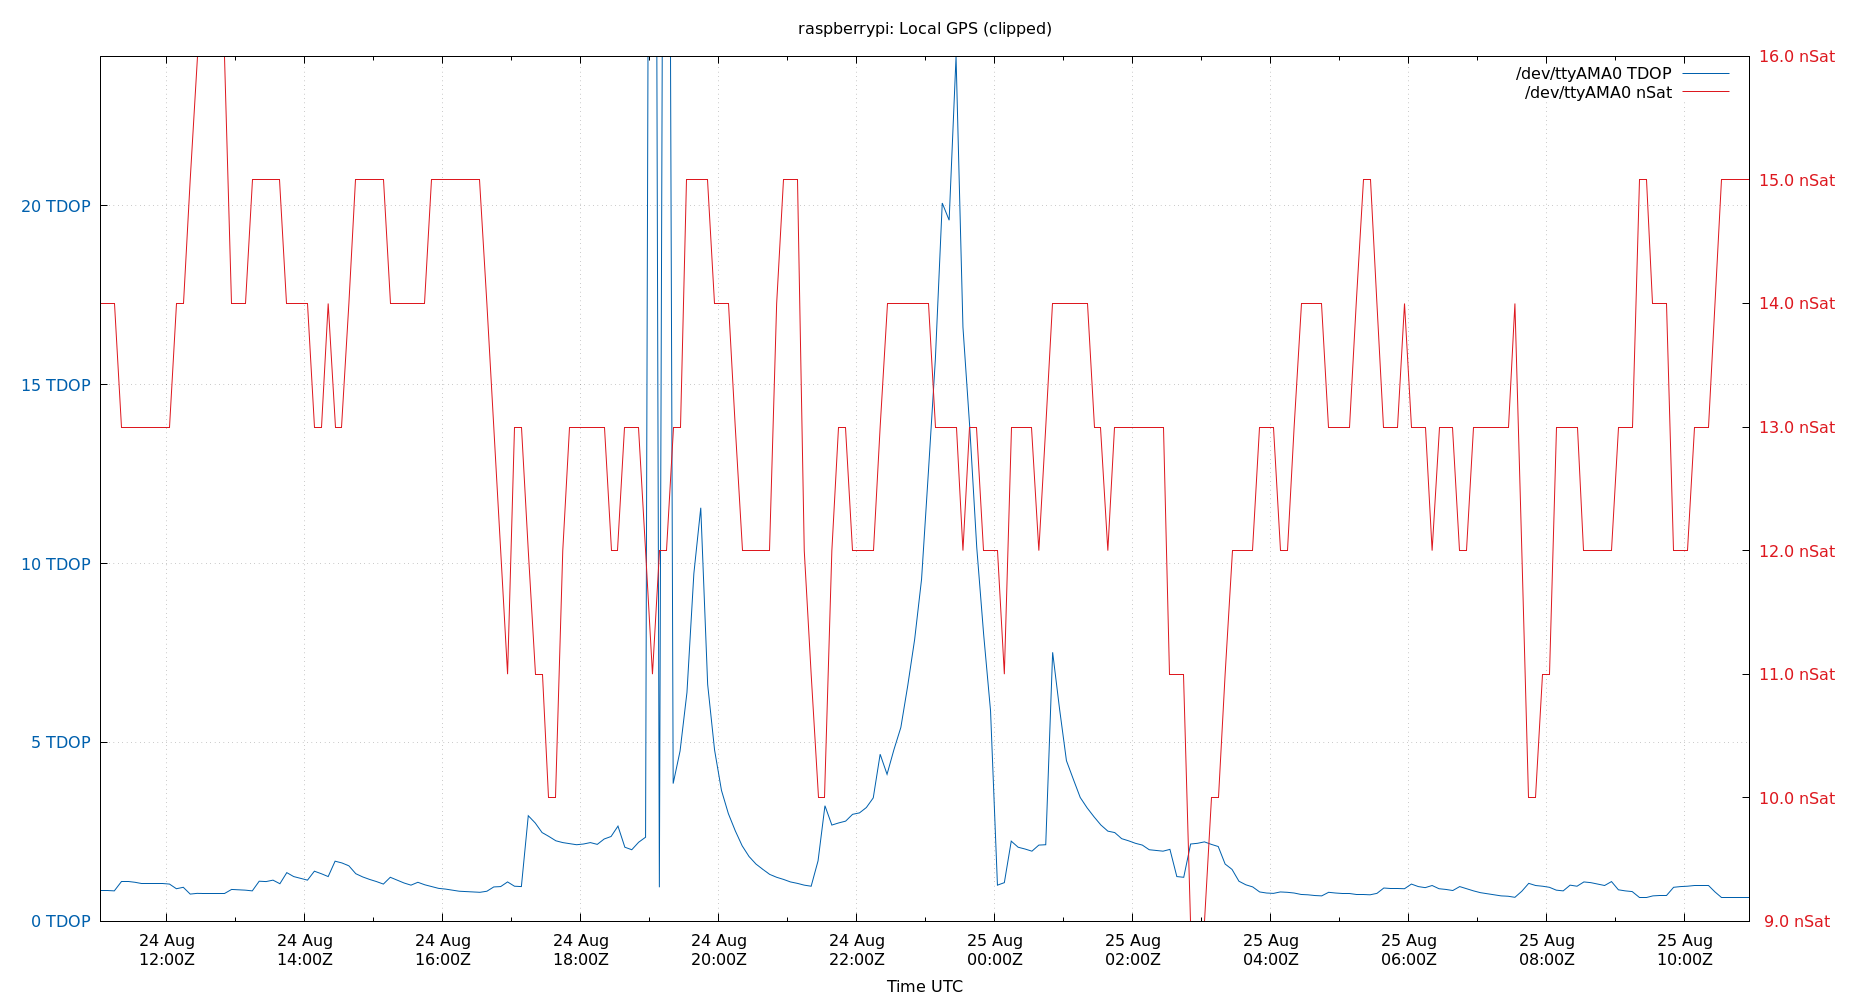 raspberrypi: Local GPS (clipped)
/dev/ttyAMA0 TDOP
/dev/ttyAMA0 nSat
20 TDOP
15 TDOP
10 TDOP
5 TDOP
0 TDOP
16.0 nSat
15.0 nSat
14.0 nSat
13.0 nSat
12.0 nSat
11.0 nSat
10.0 nSat
9.0 nSat
24 Aug 24 Aug 24 Aug 24 Aug 24 Aug 24 Aug 25 Aug 25 Aug 25 Aug 25 Aug 25 Aug 25 Aug
12:00Z 14:00Z 16:00Z 18:00Z 20:00Z 22:00Z 00:00Z 02:00Z 04:00Z 06:00Z 08:00Z 10:00Z
Time UTC